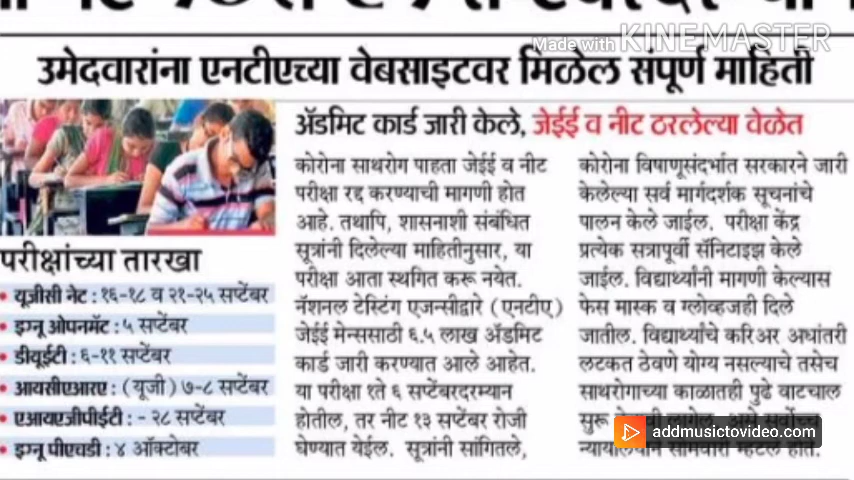 Made with KINEMASTER
उमेदवारांना एनटीएच्या वेबसाइटवर मिळेल संपूर्ण माहिती
ॲडमिट कार्ड जारी केले, जेईई व नीट ठरलेल्या वेळेत
कोरोना साथरोग पाहता जेईई व नीट
परीक्षा रद्द करण्याची मागणी होत
आहे. तथापि, शासनाशी संबंधित
सूत्रांनी दिलेल्या माहितीनुसार, या
परीक्षा आता स्थगित करू नयेत.
नॅशनल टेस्टिंग एजन्सीद्वारे (एनटीए)
जेईई मेन्ससाठी ६.५ लाख ॲडमिट
कार्ड जारी करण्यात आले आहेत.
या परीक्षा १ते ६ सप्टेंबरदरम्यान
होतील, तर नीट १३ सप्टेंबर रोजी
घेण्यात येईल. सूत्रांनी सांगितले,
कोरोना विषाणूसंदर्भात सरकारने जारी
केलेल्या सर्व मार्गदर्शक सूचनांचे
पालन केले जाईल. परीक्षा केंद्र
प्रत्येक सत्रापूर्वी सॅनिटाइझ केले
जाईल. विद्यार्थ्यांनी मागणी केल्यास
फेस मास्क व ग्लोव्हजही दिले
जातील. विद्यार्थ्यांचे करिअर अधांतरी
लटकत ठेवणे योग्य नसल्याचे तसेच
साथरोगाच्या काळातही पुढे वाटचाल
सुरू
परीक्षांच्या तारखा
• यूजीसी नेट : १६-१८ व २१-२५ सप्टेंबर
• इग्नू ओपनमॅट : ५ सप्टेंबर
• डीयूईटी : ६-११ सप्टेंबर
• आयसीएआरए : (यूजी) ७-८ सप्टेंबर
• एआयएजीपीईटी : - २८ सप्टेंबर
• इग्नू पीएचडी : ४ ऑक्टोबर
addmusictovideo.com